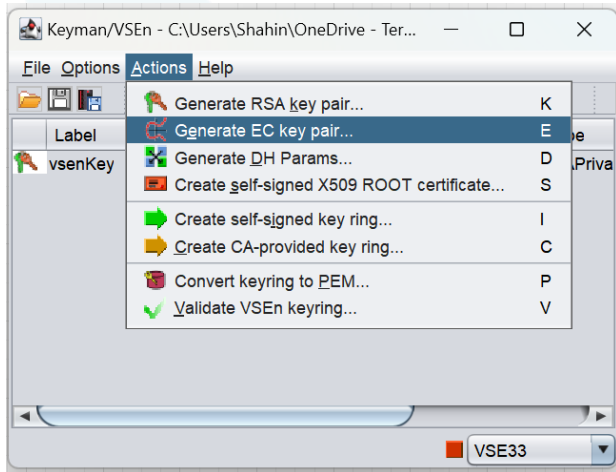 Keyman/VSEn - C:\Users\Shahin\OneDrive - Ter...
File Options Actions Help
Generate RSA key pair... K
Generate EC key pair... E
Generate DH Params... D
Create self-signed X509 ROOT certificate... S
Create self-signed key ring... I
Create CA-provided key ring... C
Convert keyring to PEM... P
Validate VSEn keyring... V
Label
vsenKey
VSE33